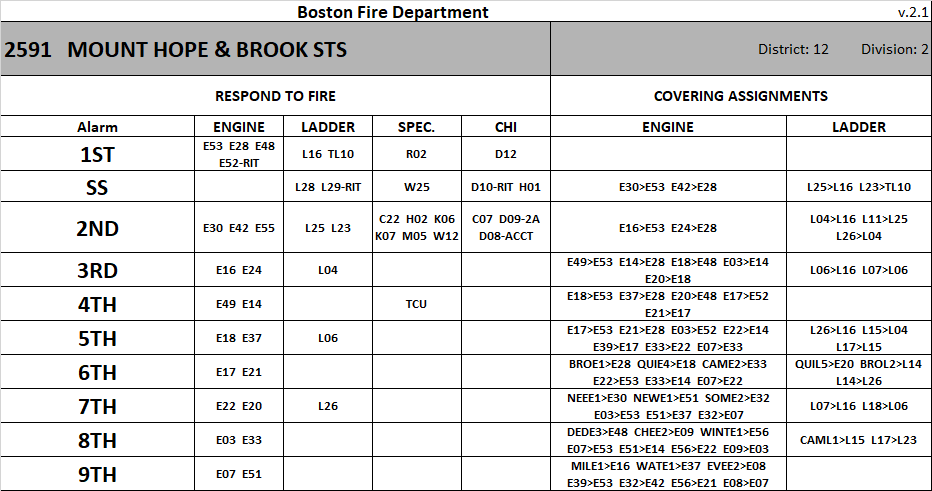 Boston Fire Department v.2.1
2591 MOUNT HOPE & BROOK STS District: 12 Division: 2
RESPOND TO FIRE COVERING ASSIGNMENTS
Alarm ENGINE LADDER SPEC. CHI ENGINE LADDER
1ST E53 E28 E48 L16 TL10 R02 D12
E52-RIT
SS L28 L29-RIT W25 D10-RIT H01 E30>E53 E42>E28 L25>L16 L23>TL10
2ND E30 E42 E55 L25 L23 C22 H02 K06 C07 D09-2A E16>E53 E24>E28 L04>L16 L11>L25
K07 M05 W12 D08-ACCT L26>L04
3RD E16 E24 L04 E49>E53 E14>E28 E18>E48 E03>E14 L06>L16 L07>L06
E20>E18
4TH E49 E14 TCU E18>E53 E37>E28 E20>E48 E17>E52
E21>E17
5TH E18 E37 L06 E17>E53 E21>E28 E03>E52 E22>E14 L26>L16 L15>L04
E39>E17 E33>E22 E07>E33 L17>L15
6TH E17 E21 BROE1>E28 QUIE4>E18 CAME2>E33 QUIL5>E20 BROL2>L14
E22>E53 E33>E14 E07>E22 L14>L26
7TH E22 E20 L26 NEEE1>E30 NEWE1>E51 SOME2>E32 L07>L16 L18>L06
E03>E53 E51>E37 E32>E07
8TH E03 E33 DEDE3>E48 CHEE2>E09 WINTE1>E56 CAML1>L15 L17>L23
E07>E53 E51>E14 E56>E22 E09>E03
9TH E07 E51 MILE1>E16 WATE1>E37 EVEE2>E08
E39>E53 E32>E42 E56>E21 E08>E07